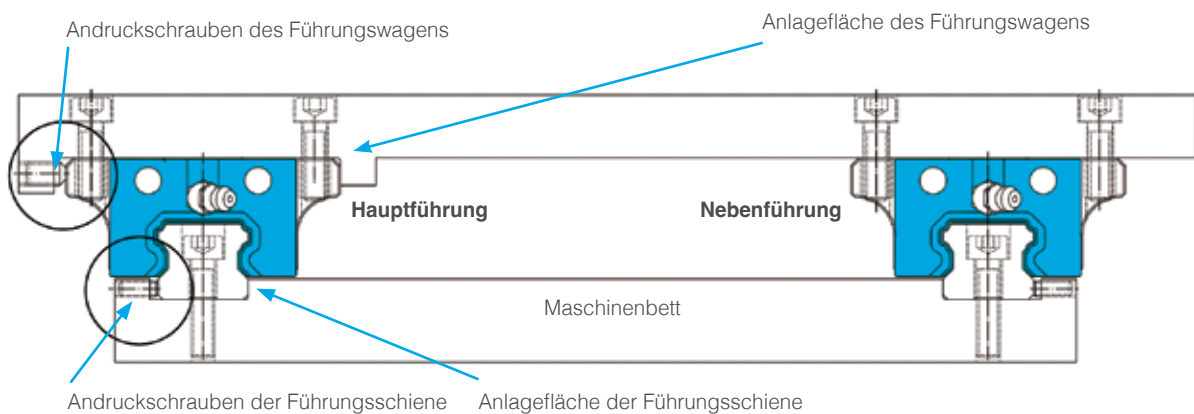 Andruckschrauben des Führungswagens
Anlagefläche des Führungswagens
Hauptführung
Nebenführung
Maschinenbett
Andruckschrauben der Führungsschiene
Anlagefläche der Führungsschiene